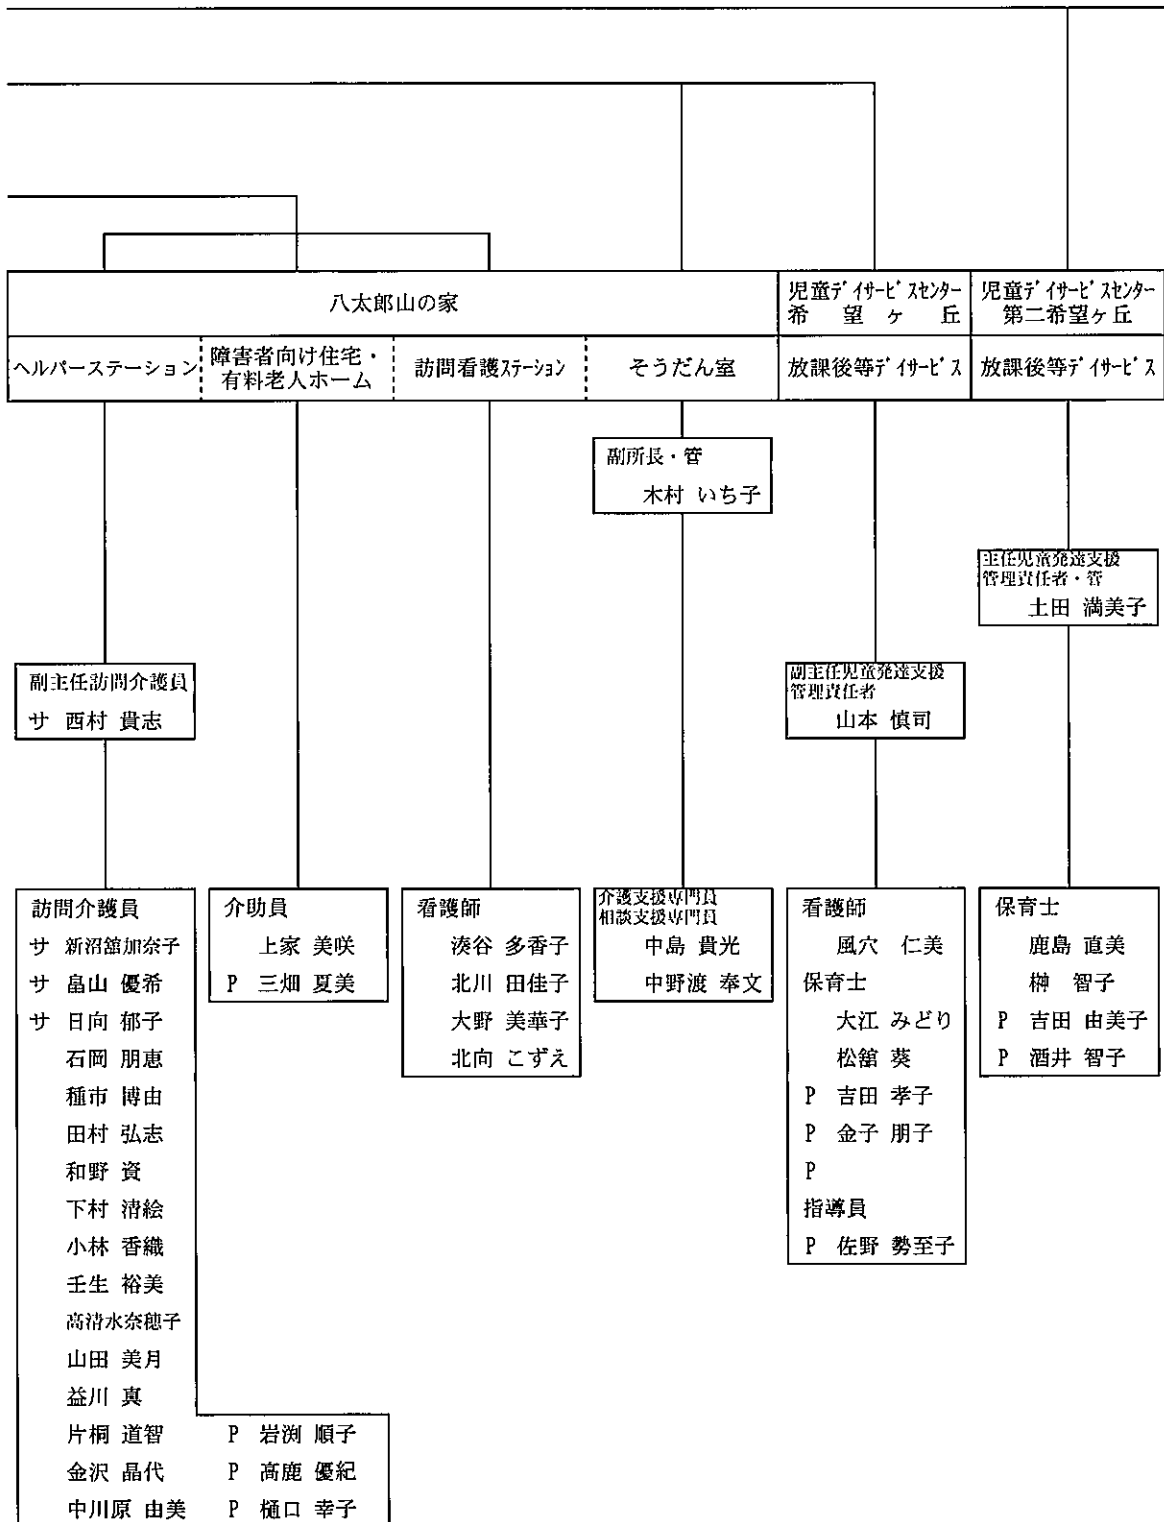 八太郎山の家
児童デイサービスセンター
希望ヶ丘
児童デイサービスセンター
第二希望ヶ丘
ヘルパーステーション
障害者向け住宅・
有料老人ホーム
訪問看護ステーション
そうだん室
放課後等デイサービス
放課後等デイサービス
副所長・管
木村 いち子
主任児童発達支援
管理責任者・管
土田 満美子
副主任訪問介護員
サ 西村 貴志
副主任児童発達支援
管理責任者
山本 慎司
訪問介護員
サ 新沼舘加奈子
サ 畠山 優希
サ 日向 郁子
石岡 朋恵
種市 博由
田村 弘志
和野 資
下村 清絵
小林 香織
壬生 裕美
高清水奈穂子
山田 美月
益川 真
片桐 道智
金沢 晶代
中川原 由美
P 岩渕 順子
P 高鹿 優紀
P 樋口 幸子
介助員
上家 美咲
P 三畑 夏美
看護師
湊谷 多香子
北川 田佳子
大野 美華子
北向 こずえ
介護支援専門員
相談支援専門員
中島 貴光
中野渡 奉文
看護師
風穴 仁美
保育士
大江 みどり
松舘 葵
P 吉田 孝子
P 金子 朋子
P
指導員
P 佐野 勢至子
保育士
鹿島 直美
榊 智子
P 吉田 由美子
P 酒井 智子